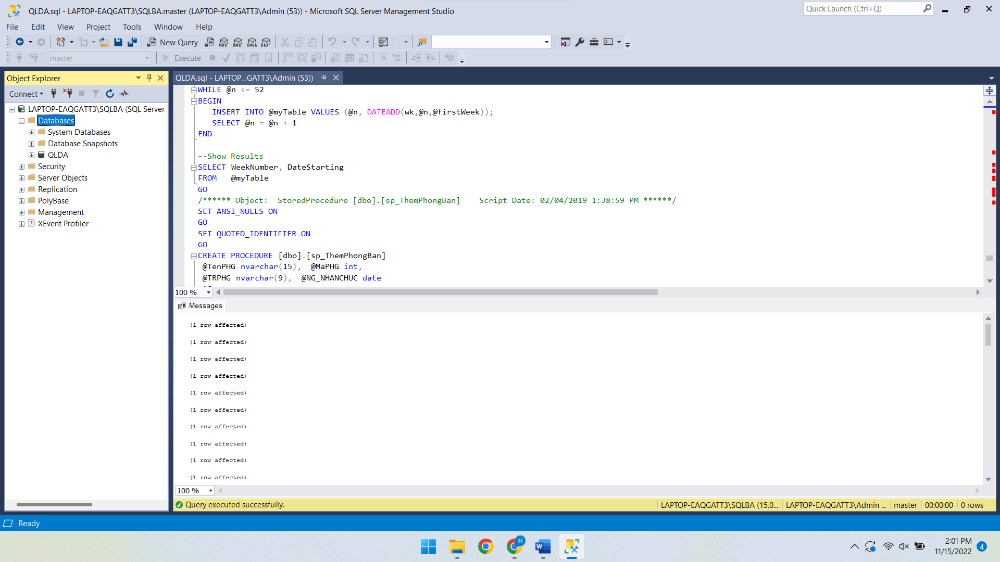 QLDA.sql - LAPTOP-EAQGATT3\SQLBA.master (LAPTOP-EAQGATT3\Admin (53)) - Microsoft SQL Server Management Studio
Quick Launch (Ctrl+Q)
File Edit View Project Tools Window Help
New Query MDX DMX XMLA DAX
master Execute
Object Explorer
Connect
LAPTOP-EAQGATT3\SQLBA (SQL Server
Databases
System Databases
Database Snapshots
QLDA
Security
Server Objects
Replication
PolyBase
Management
XEvent Profiler
QLDA.sql - LAPTOP...GATT3\Admin (53))
WHILE @n <= 52
BEGIN
INSERT INTO @myTable VALUES (@n, DATEADD(wk,@n,@firstWeek));
SELECT @n = @n + 1
END
--Show Results
SELECT WeekNumber, DateStarting
FROM @myTable
GO
/****** Object: StoredProcedure [dbo].[sp_ThemPhongBan] Script Date: 02/04/2019 1:38:59 PM ******/
SET ANSI_NULLS ON
GO
SET QUOTED_IDENTIFIER ON
GO
CREATE PROCEDURE [dbo].[sp_ThemPhongBan]
@TenPHG nvarchar(15), @MaPHG int,
@TRPHG nvarchar(9), @NG_NHANCHUC date
100 %
Messages
(1 row affected)
(1 row affected)
(1 row affected)
(1 row affected)
(1 row affected)
(1 row affected)
(1 row affected)
(1 row affected)
(1 row affected)
(1 row affected)
100 %
Query executed successfully.
LAPTOP-EAQGATT3\SQLBA (15.0... LAPTOP-EAQGATT3\Admin ... master 00:00:00 0 rows
Ready
H
W
2:01 PM
11/15/2022
4